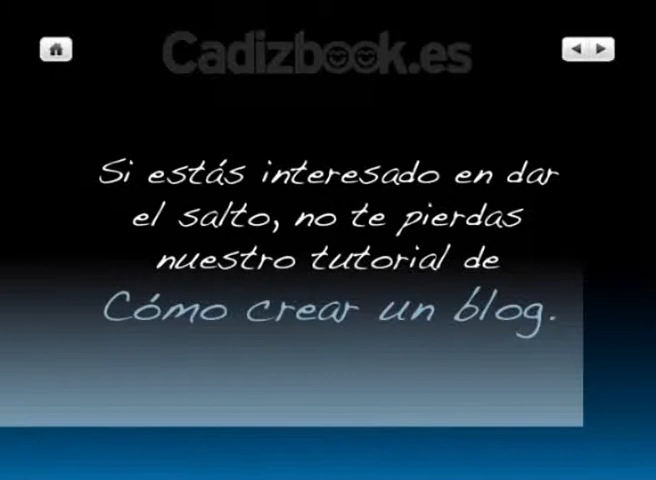 Cadizbook.es
Si estás interesado en dar
el salto, no te pierdas
nuestro tutorial de
Cómo crear un blog.